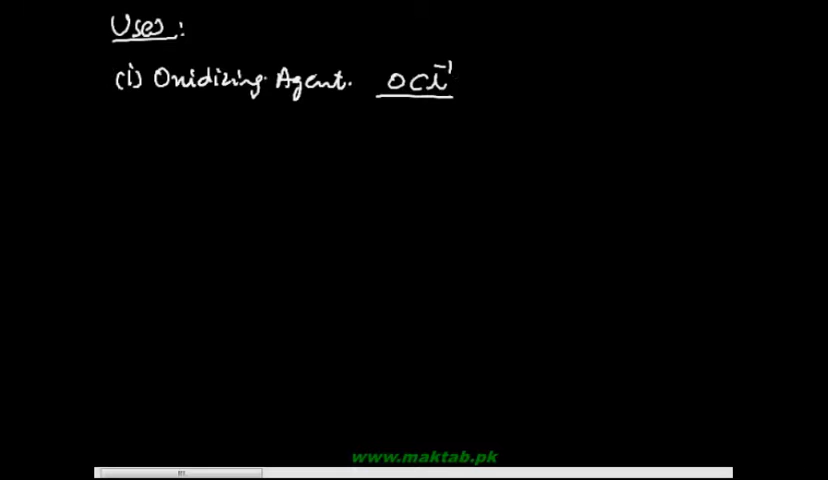 Uses:
(i) Oxidizing Agent. OCl⁻¹
www.maktab.pk